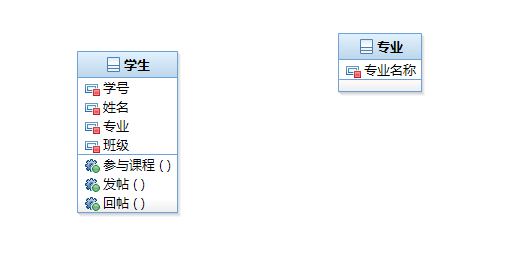 学生
学号
姓名
专业
班级
参与课程 ( )
发帖 ( )
回帖 ( )
专业
专业名称